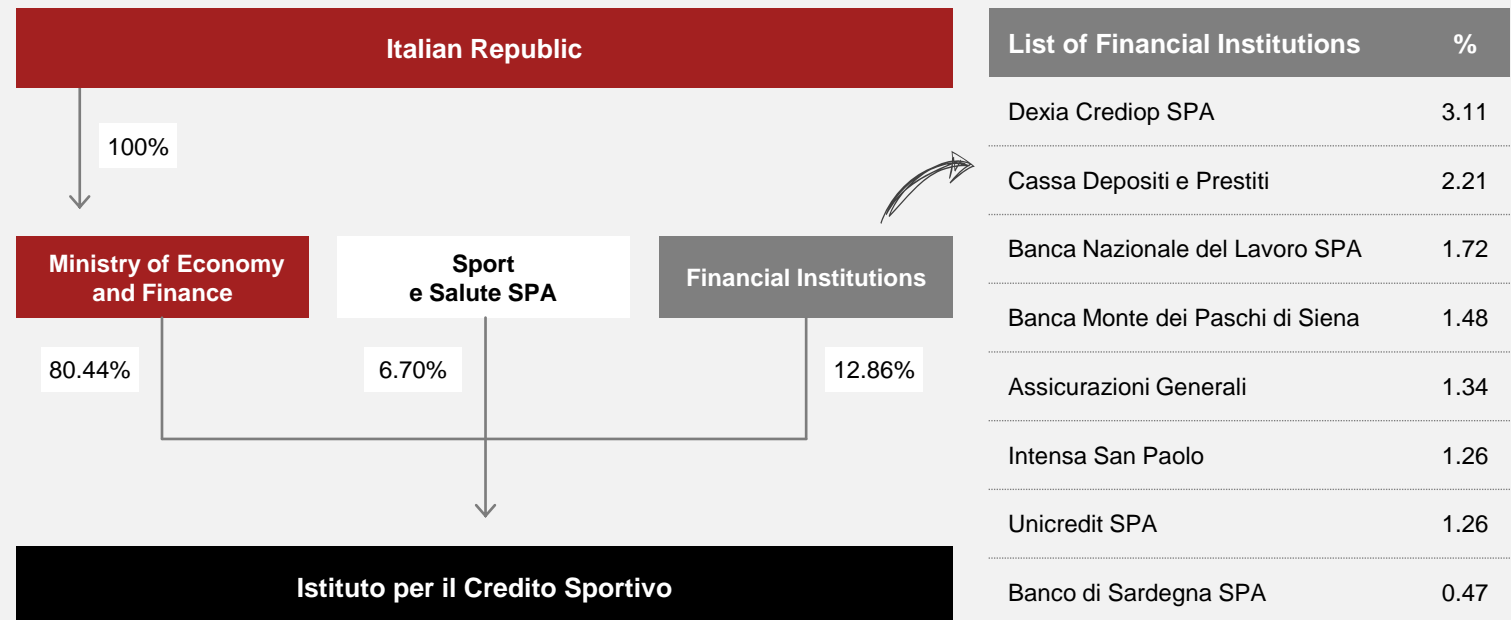 Italian Republic
100%
Ministry of Economy
and Finance
Sport
e Salute SPA
Financial Institutions
80.44%
6.70%
12.86%
Istituto per il Credito Sportivo
List of Financial Institutions %
Dexia Crediop SPA 3.11
Cassa Depositi e Prestiti 2.21
Banca Nazionale del Lavoro SPA 1.72
Banca Monte dei Paschi di Siena 1.48
Assicurazioni Generali 1.34
Intensa San Paolo 1.26
Unicredit SPA 1.26
Banco di Sardegna SPA 0.47